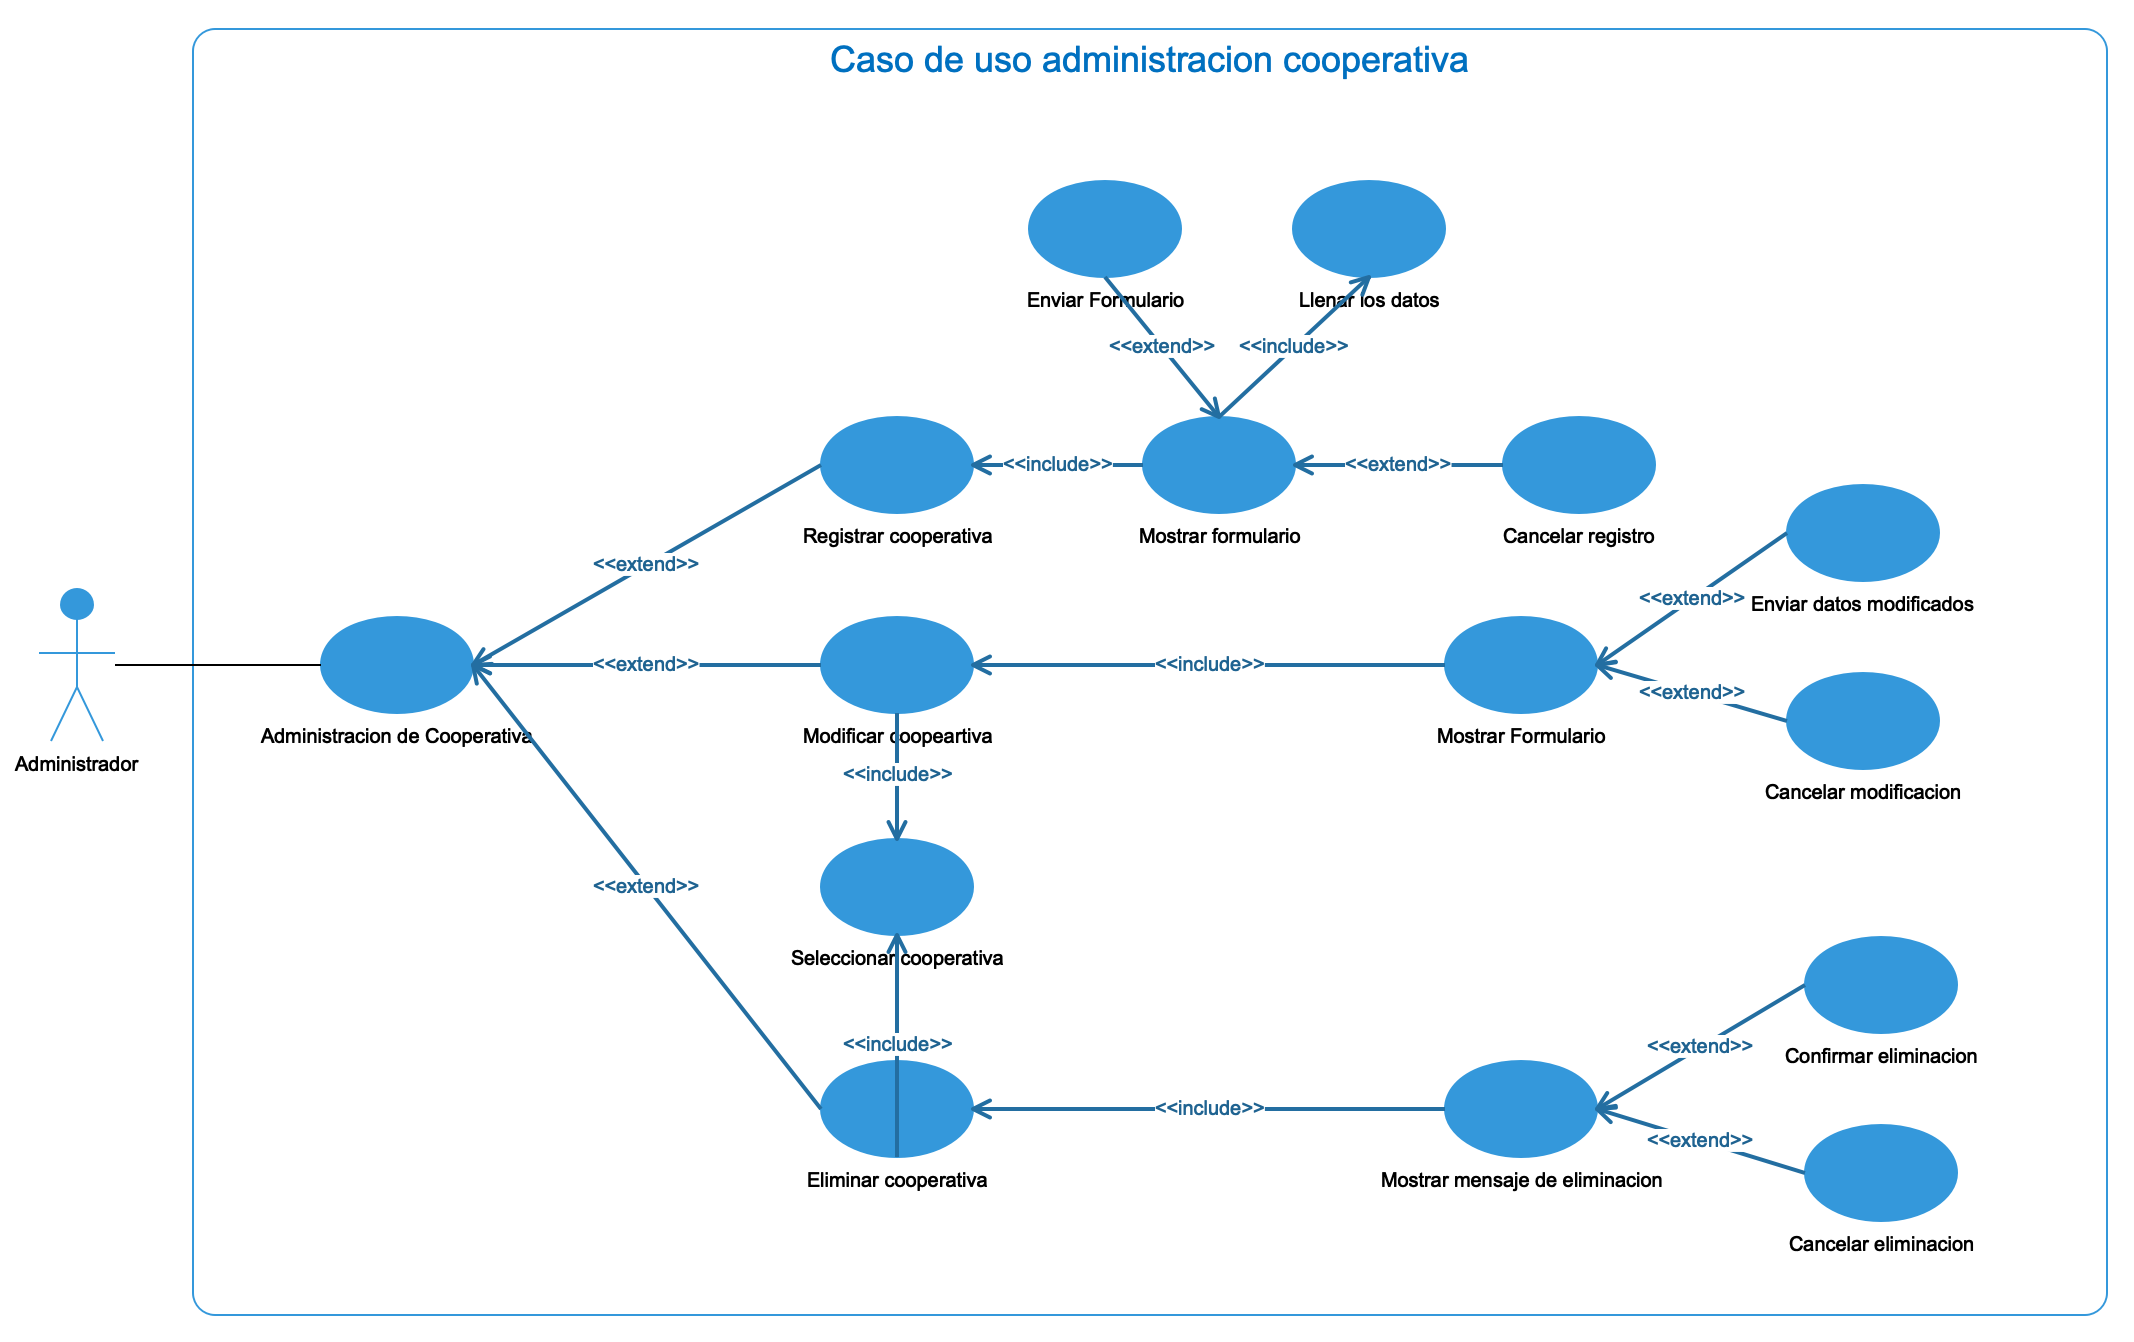 Caso de uso administracion cooperativa
Enviar Formulario
Llenar los datos
<<extend>>
<<include>>
<<include>>
<<extend>>
Registrar cooperativa
Mostrar formulario
Cancelar registro
<<extend>>
<<extend>>
Enviar datos modificados
<<extend>>
<<include>>
<<extend>>
Administracion de Cooperativa
Modificar coopeartiva
Mostrar Formulario
Administrador
<<include>>
Cancelar modificacion
<<extend>>
Seleccionar cooperativa
<<include>>
<<extend>>
Confirmar eliminacion
<<include>>
<<extend>>
Eliminar cooperativa
Mostrar mensaje de eliminacion
Cancelar eliminacion